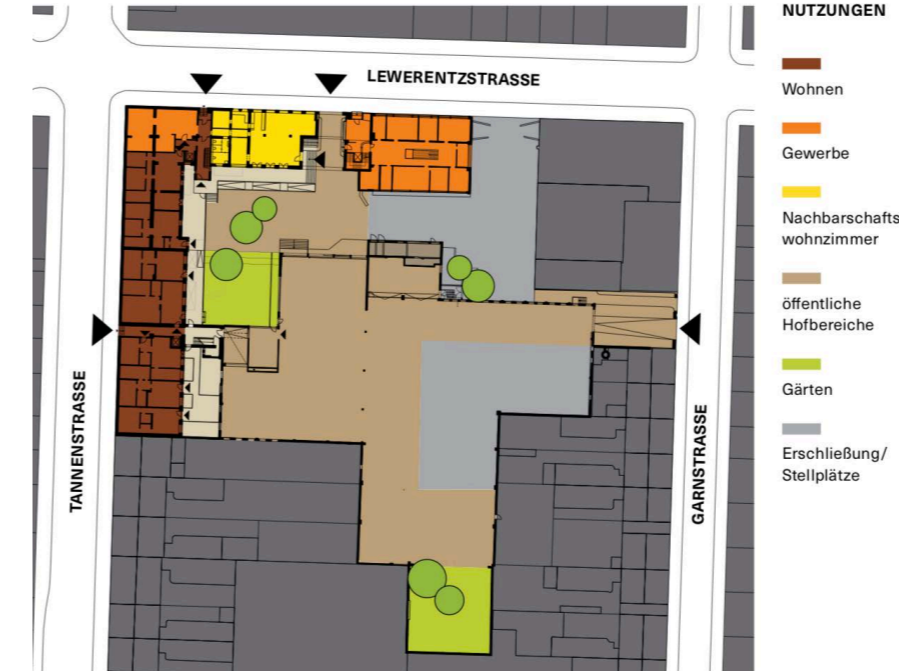 LEWERENTZSTRASSE
TANNENSTRASSE
GARNSTRASSE
NUTZUNGEN
Wohnen
Gewerbe
Nachbarschafts
wohnzimmer
öffentliche
Hofbereiche
Gärten
Erschließung/
Stellplätze